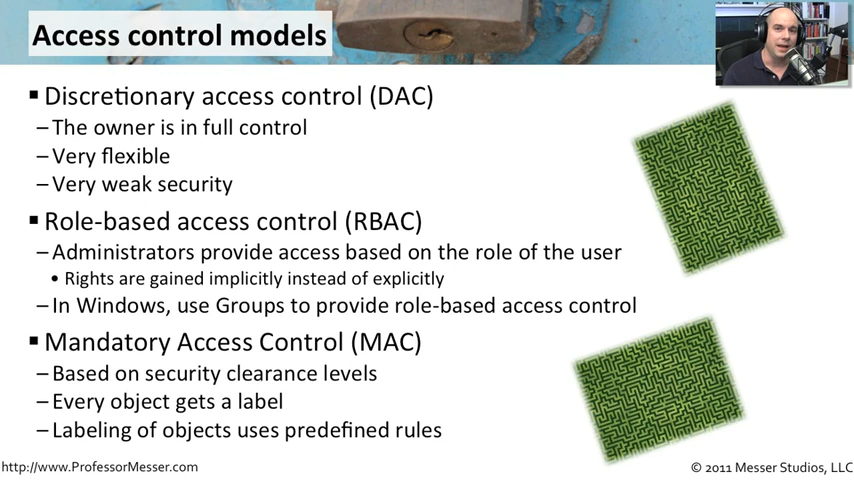 Access control models
▪ Discretionary access control (DAC)
– The owner is in full control
– Very flexible
– Very weak security
▪ Role-based access control (RBAC)
– Administrators provide access based on the role of the user
• Rights are gained implicitly instead of explicitly
– In Windows, use Groups to provide role-based access control
▪ Mandatory Access Control (MAC)
– Based on security clearance levels
– Every object gets a label
– Labeling of objects uses predefined rules
http://www.ProfessorMesser.com
© 2011 Messer Studios, LLC